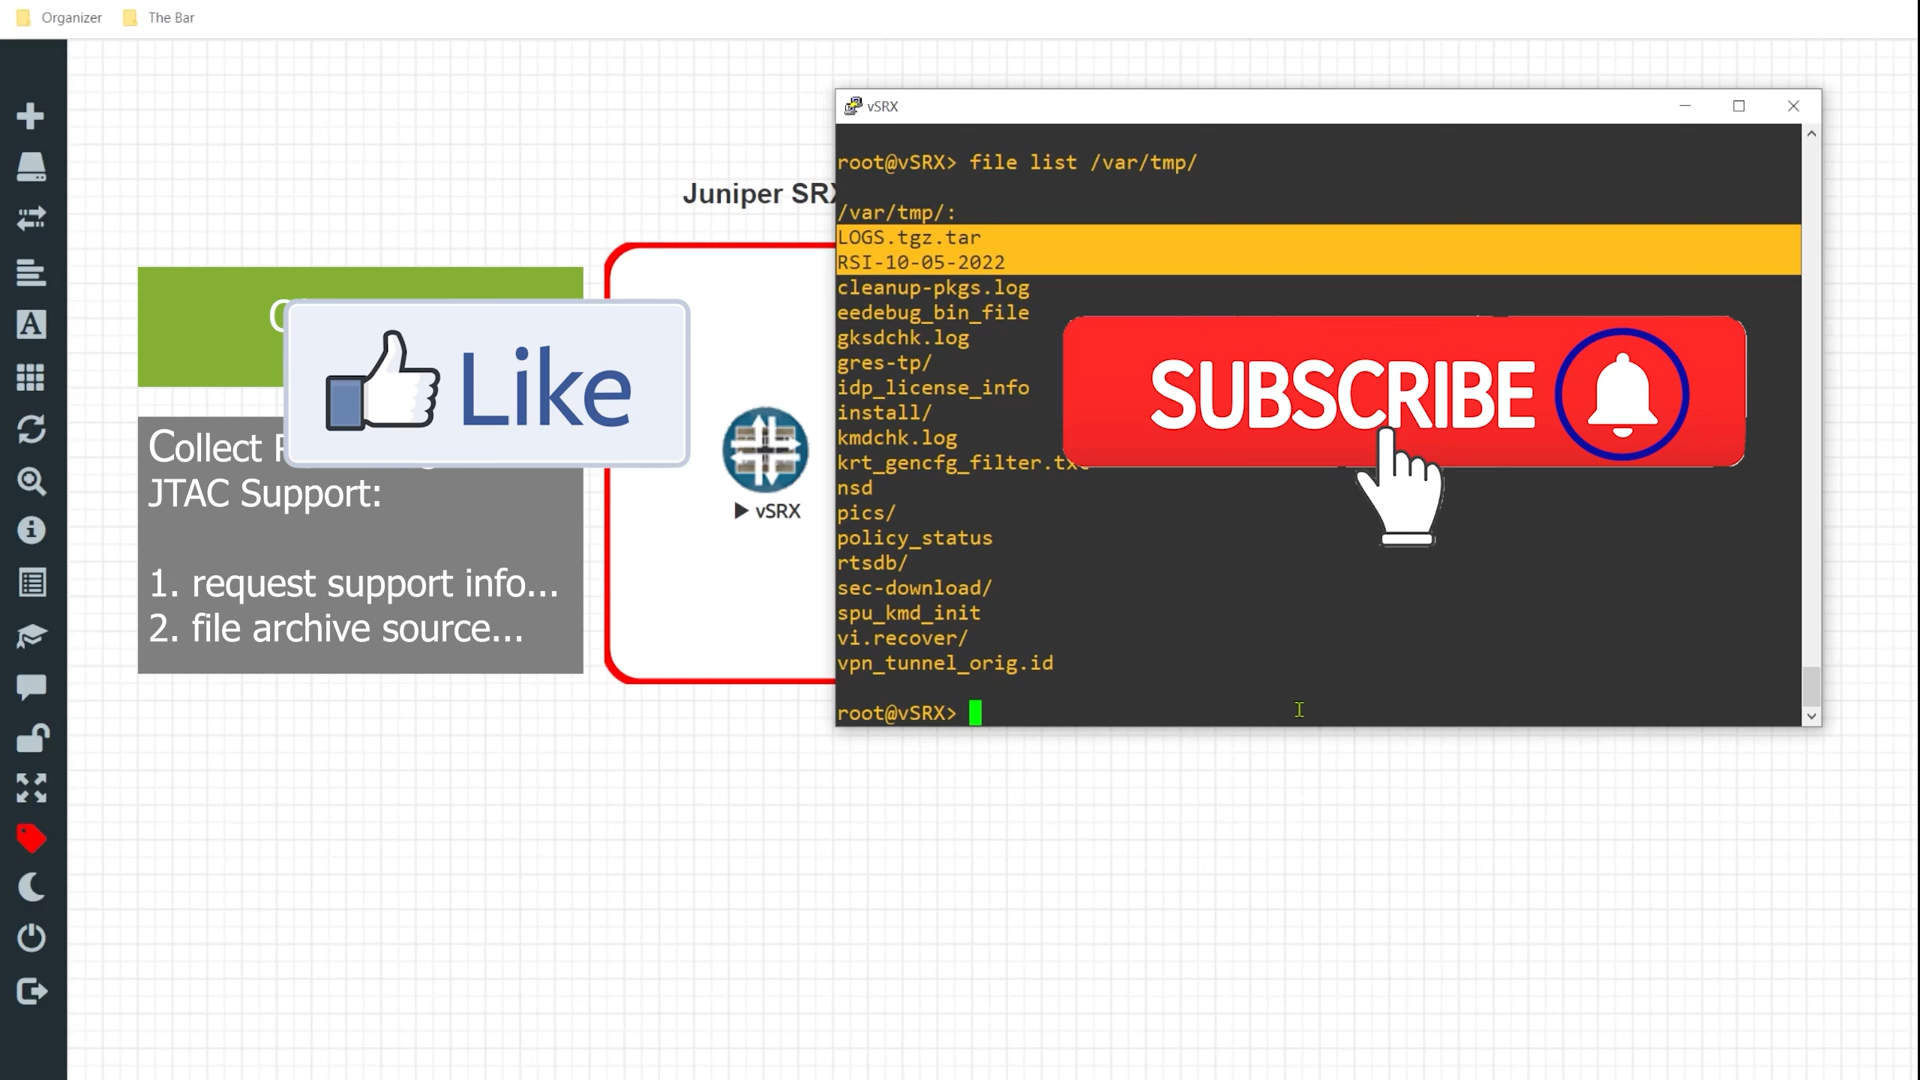 Organizer
The Bar
Juniper SRX
Like
Collect
JTAC Support:
1. request support info...
2. file archive source...
vSRX
vSRX
root@vSRX> file list /var/tmp/
/var/tmp/:
LOGS.tgz.tar
RSI-10-05-2022
cleanup-pkgs.log
eedebug_bin_file
gksdchk.log
gres-tp/
idp_license_info
install/
kmdchk.log
krt_gencfg_filter.txt
nsd
pics/
policy_status
rtsdb/
sec-download/
spu_kmd_init
vi.recover/
vpn_tunnel_orig.id
root@vSRX>
SUBSCRIBE